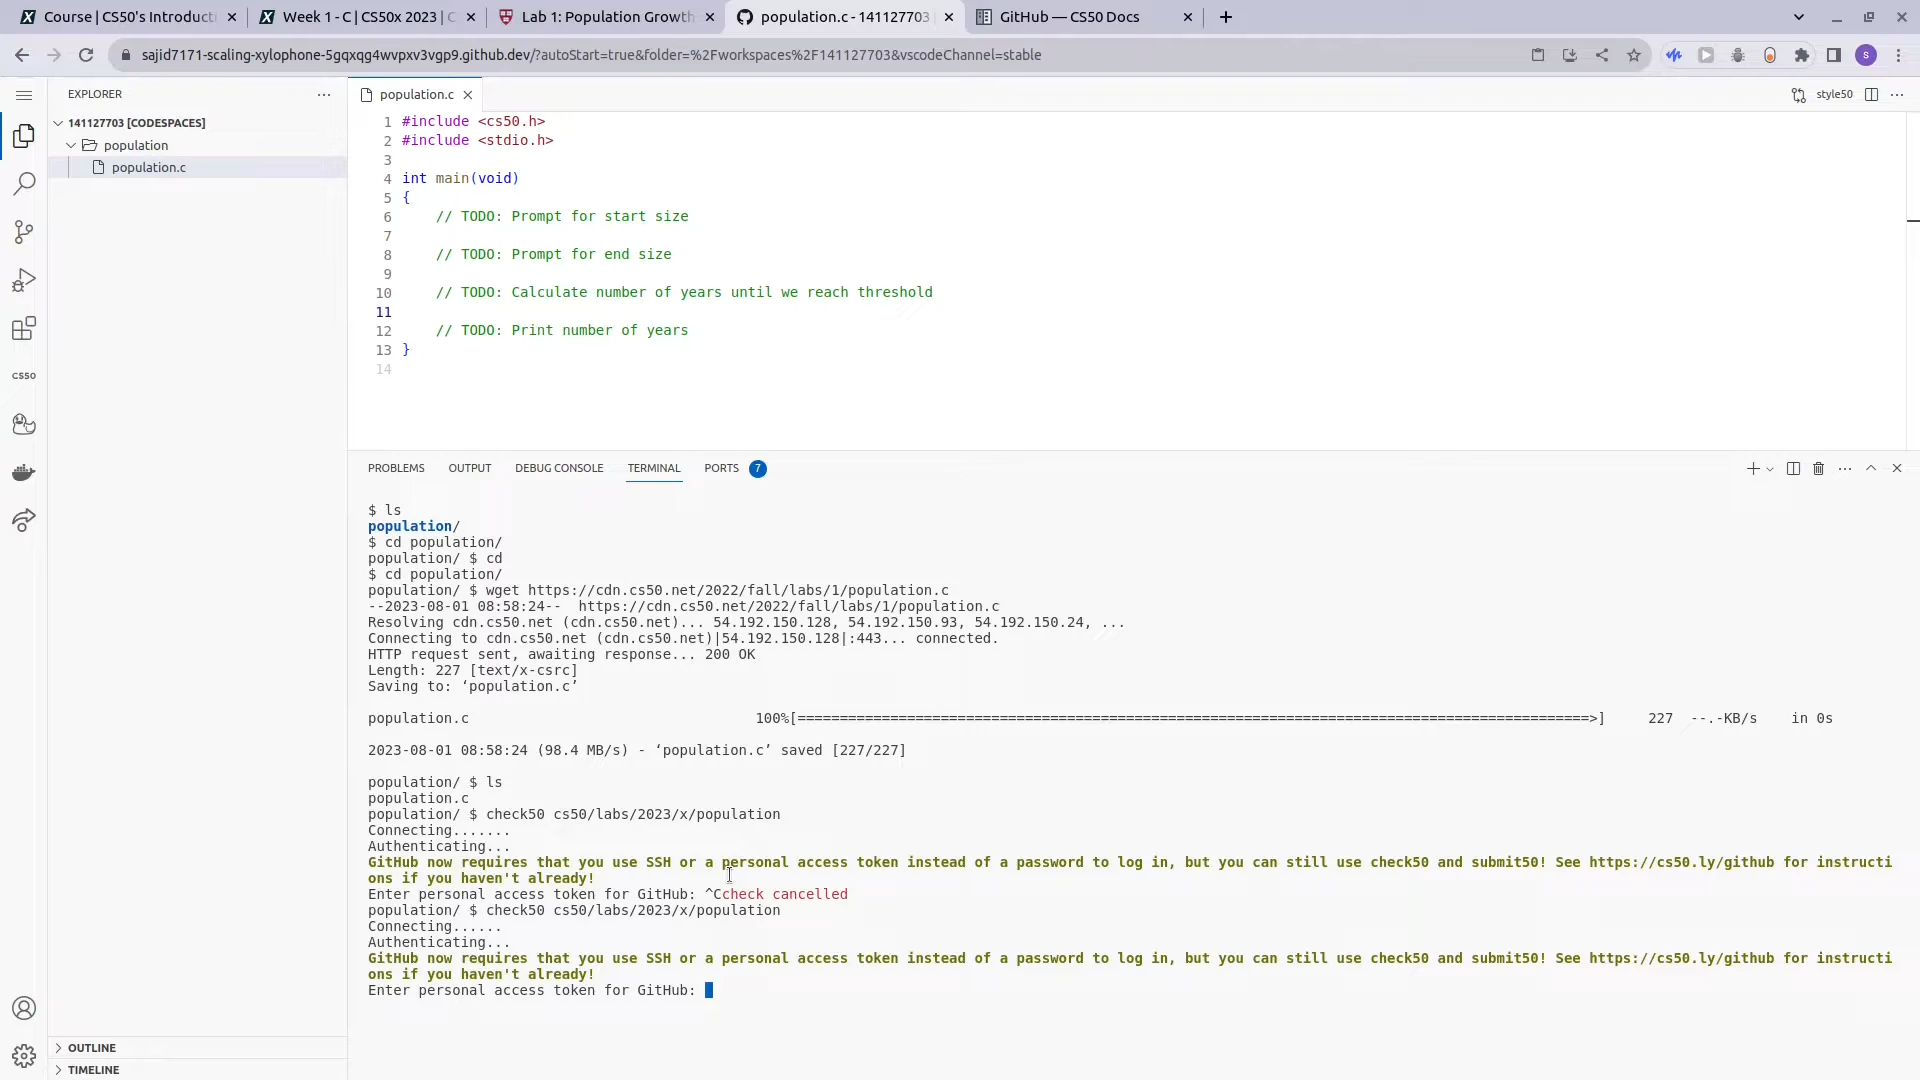 Course | CS50's Introducti
Week 1 - C | CS50x 2023 | C
Lab 1: Population Growth
population.c - 141127703
GitHub — CS50 Docs
sajid7171-scaling-xylophone-5gqxqg4wvpxv3vgp9.github.dev/?autoStart=true&folder=%2Fworkspaces%2F141127703&vscodeChannel=stable
S
EXPLORER
141127703 [CODESPACES]
population
population.c
CS50
OUTLINE
TIMELINE
population.c
style50
1 #include <cs50.h>
2 #include <stdio.h>
3
4 int main(void)
5 {
6 // TODO: Prompt for start size
7
8 // TODO: Prompt for end size
9
10 // TODO: Calculate number of years until we reach threshold
11
12 // TODO: Print number of years
13 }
14
PROBLEMS OUTPUT DEBUG CONSOLE TERMINAL PORTS 7
$ ls
population/
$ cd population/
population/ $ cd
$ cd population/
population/ $ wget https://cdn.cs50.net/2022/fall/labs/1/population.c
--2023-08-01 08:58:24-- https://cdn.cs50.net/2022/fall/labs/1/population.c
Resolving cdn.cs50.net (cdn.cs50.net)... 54.192.150.128, 54.192.150.93, 54.192.150.24, ...
Connecting to cdn.cs50.net (cdn.cs50.net)|54.192.150.128|:443... connected.
HTTP request sent, awaiting response... 200 OK
Length: 227 [text/x-csrc]
Saving to: ‘population.c’
population.c 100%[==============================================================================================>] 227 --.-KB/s in 0s
2023-08-01 08:58:24 (98.4 MB/s) - ‘population.c’ saved [227/227]
population/ $ ls
population.c
population/ $ check50 cs50/labs/2023/x/population
Connecting.......
Authenticating...
GitHub now requires that you use SSH or a personal access token instead of a password to log in, but you can still use check50 and submit50! See https://cs50.ly/github for instructi
ons if you haven't already!
Enter personal access token for GitHub: ^Ccheck cancelled
population/ $ check50 cs50/labs/2023/x/population
Connecting......
Authenticating...
GitHub now requires that you use SSH or a personal access token instead of a password to log in, but you can still use check50 and submit50! See https://cs50.ly/github for instructi
ons if you haven't already!
Enter personal access token for GitHub: